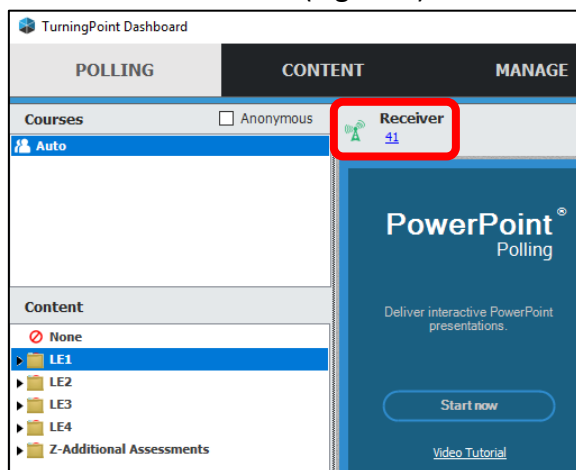 TurningPoint Dashboard
POLLING CONTENT MANAGE
Courses Anonymous Receiver
41
Auto
PowerPoint®
Polling
Deliver interactive PowerPoint
presentations.
Start now
Video Tutorial
Content
None
LE1
LE2
LE3
LE4
Z-Additional Assessments